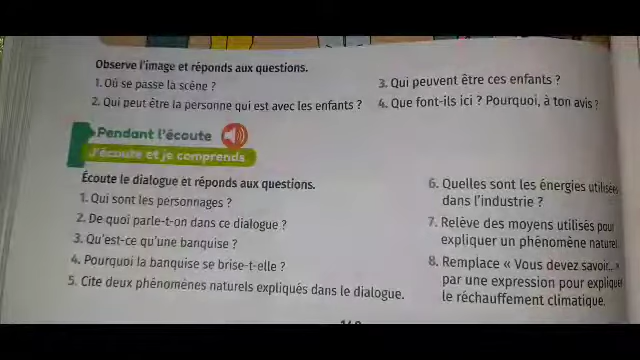 Observe l'image et réponds aux questions.
1. Où se passe la scène ?
2. Qui peut être la personne qui est avec les enfants ?
3. Qui peuvent être ces enfants ?
4. Que font-ils ici ? Pourquoi, à ton avis ?
Pendant l'écoute
J'écoute et je comprends
Écoute le dialogue et réponds aux questions.
1. Qui sont les personnages ?
2. De quoi parle-t-on dans ce dialogue ?
3. Qu'est-ce qu'une banquise ?
4. Pourquoi la banquise se brise-t-elle ?
5. Cite deux phénomènes naturels expliqués dans le dialogue.
6. Quelles sont les énergies utilisées
dans l'industrie ?
7. Relève des moyens utilisés pour
expliquer un phénomène naturel
8. Remplace « Vous devez savoir... »
par une expression pour expliquer
le réchauffement climatique.